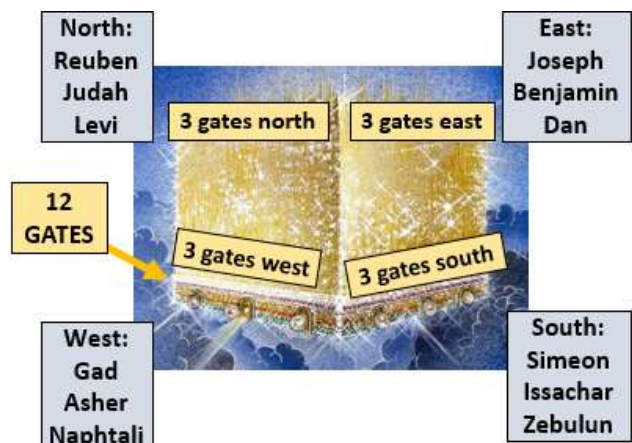 North:
Reuben
Judah
Levi
East:
Joseph
Benjamin
Dan
3 gates north
3 gates east
12
GATES
3 gates west
3 gates south
West:
Gad
Asher
Naphtali
South:
Simeon
Issachar
Zebulun